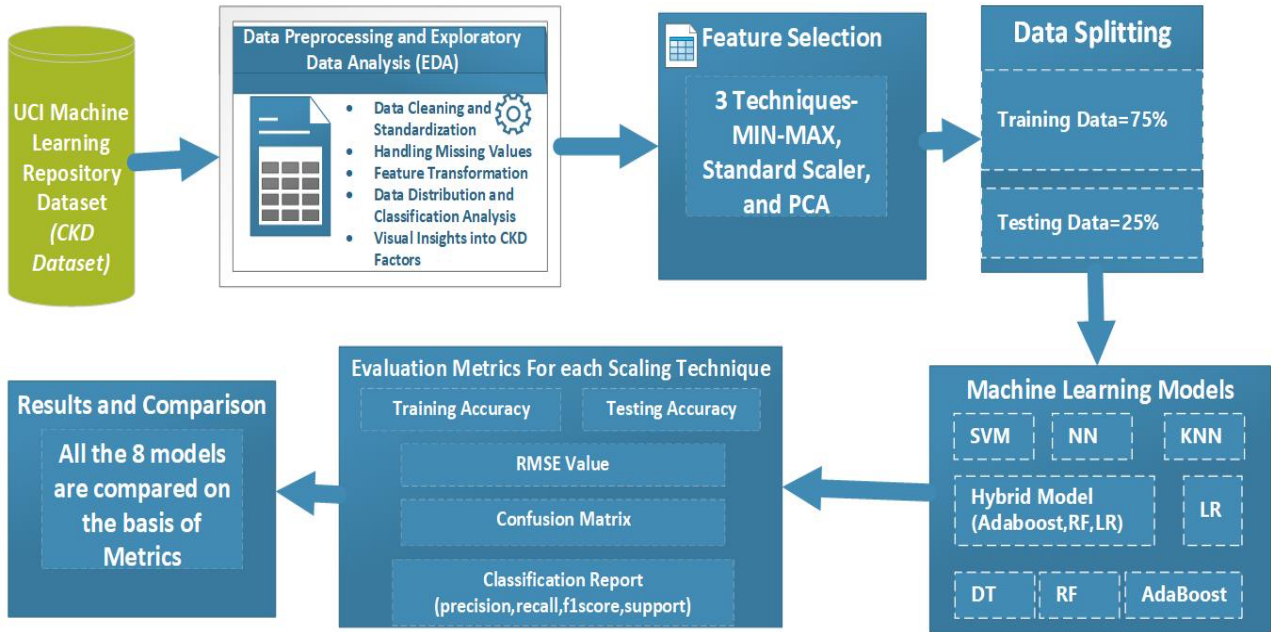 UCI Machine
Learning
Repository
Dataset
(CKD
Dataset)
Data Preprocessing and Exploratory
Data Analysis (EDA)
• Data Cleaning and
Standardization
• Handling Missing Values
• Feature Transformation
• Data Distribution and
Classification Analysis
• Visual Insights into CKD
Factors
Feature Selection
3 Techniques-
MIN-MAX,
Standard Scaler,
and PCA
Data Splitting
Training Data=75%
Testing Data=25%
Machine Learning Models
SVM
NN
KNN
Hybrid Model
(Adaboost,RF,LR)
LR
DT
RF
AdaBoost
Evaluation Metrics For each Scaling Technique
Training Accuracy
Testing Accuracy
RMSE Value
Confusion Matrix
Classification Report
(precision,recall,f1score,support)
Results and Comparison
All the 8 models
are compared on
the basis of
Metrics